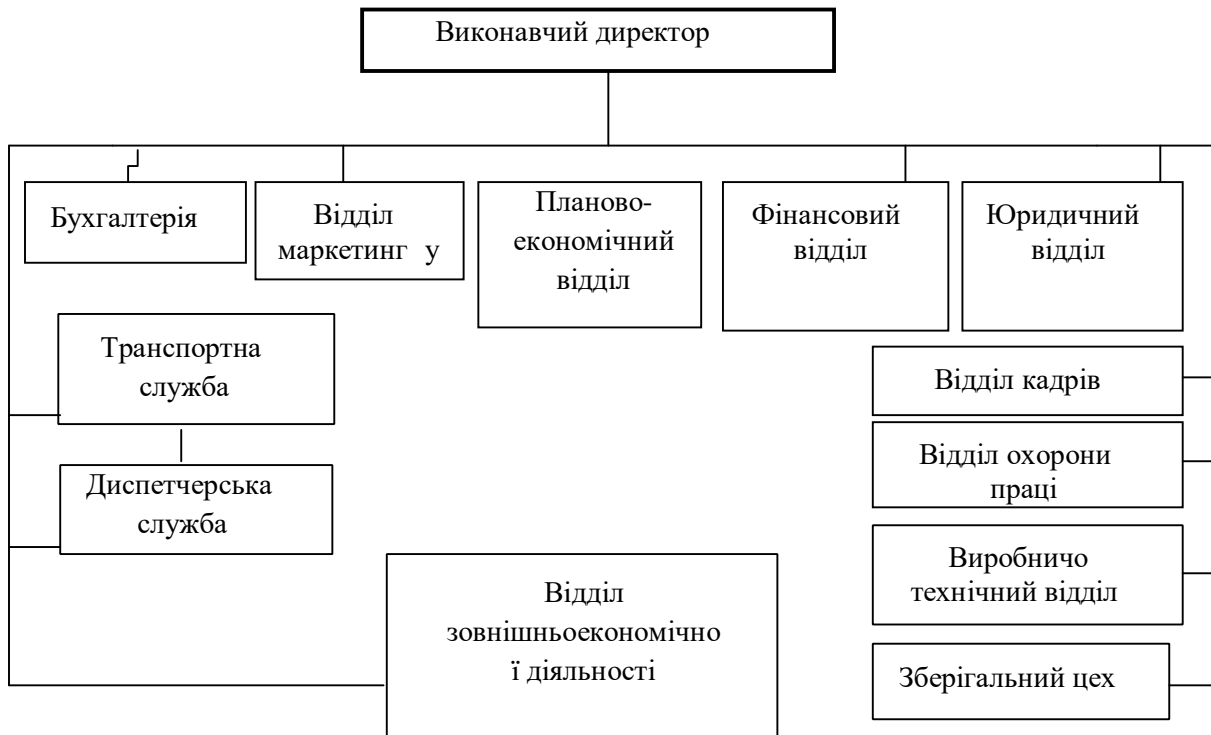 Виконавчий директор
Бухгалтерія
Відділ
маркетинг у
Планово-
економічний
відділ
Фінансовий
відділ
Юридичний
відділ
Транспортна
служба
Диспетчерська
служба
Відділ
зовнішньоекономічно
ї діяльності
Відділ кадрів
Відділ охорони
праці
Виробничо
технічний відділ
Зберігальний цех